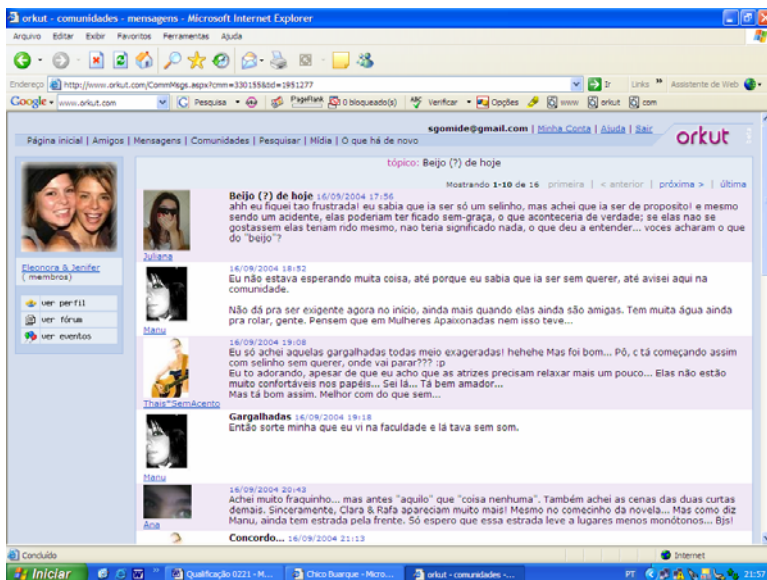 orkut - comunidades - mensagens - Microsoft Internet Explorer
Arquivo Editar Exibir Favoritos Ferramentas Ajuda
Endereço http://www.orkut.com/CommMsgs.aspx?cmm=330155&tid=1951277 Ir Links » Assistente de Web
Google www.orkut.com Pesquisa PageRank 0 bloqueado(s) Verificar Opções www orkut com
sgomide@gmail.com | Minha Conta | Ajuda | Sair
Página inicial | Amigos | Mensagens | Comunidades | Pesquisar | Mídia | O que há de novo
orkut
tópico: Beijo (?) de hoje
Mostrando 1-10 de 16 primeira | < anterior | próxima > | última
Eleonora & Jenifer
( membros)
ver perfil
ver fórum
ver eventos
Beijo (?) de hoje 16/09/2004 17:56
ahh eu fiquei tao frustrada! eu sabia que ia ser só um selinho, mas achei que ia ser de proposito! e mesmo
sendo um acidente, elas poderiam ter ficado sem-graça, o que aconteceria de verdade; se elas nao se
gostassem elas teriam rido mesmo, nao teria significado nada, o que deu a entender... voces acharam o que
do "beijo"?
Juliana
16/09/2004 18:52
Eu não estava esperando muita coisa, até porque eu sabia que ia ser sem querer, até avisei aqui na
comunidade.
Não dá pra ser exigente agora no início, ainda mais quando elas ainda são amigas. Tem muita água ainda
pra rolar, gente. Pensem que em Mulheres Apaixonadas nem isso teve...
Manu
16/09/2004 19:08
Eu só achei aquelas gargalhadas todas meio exageradas! hehehe Mas foi bom... Pô, c tá começando assim
com selinho sem querer, onde vai parar??? :p
Eu to adorando, apesar de que eu acho que as atrizes precisam relaxar mais um pouco... Elas não estão
muito confortáveis nos papéis... Sei lá... Tá bem amador...
Mas tá bom assim. Melhor com do que sem...
Thais*SemAcento
Gargalhadas 16/09/2004 19:18
Então sorte minha que eu vi na faculdade e lá tava sem som.
Manu
16/09/2004 20:43
Achei muito fraquinho... mas antes "aquilo" que "coisa nenhuma". Também achei as cenas das duas curtas
demais. Sinceramente, Clara & Rafa apareciam muito mais! Mesmo no comecinho da novela... Mas como diz
Manu, ainda tem estrada pela frente. Só espero que essa estrada leve a lugares menos monótonos... Bjs!
Ana
Concordo... 16/09/2004 21:13
Concluído Internet
Iniciar Qualificação 0221 - M... Chico Buarque - Micro... orkut - comunidades -... PT 21:57